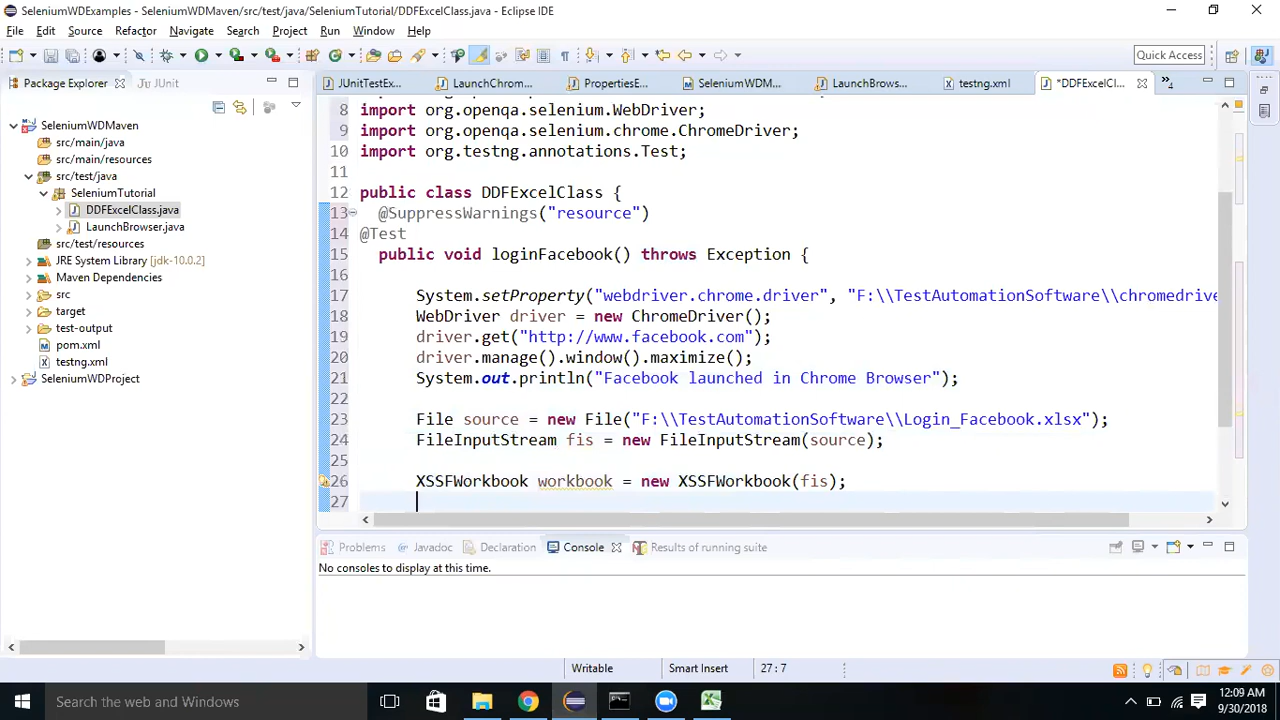 SeleniumWDExamples - SeleniumWDMaven/src/test/java/SeleniumTutorial/DDFExcelClass.java - Eclipse IDE
File Edit Source Refactor Navigate Search Project Run Window Help
Quick Access
Package Explorer JUnit
JUnitTestEx... LaunchChrom... PropertiesE... SeleniumWDM... LaunchBrows... testng.xml *DDFExcelCl... »4
SeleniumWDMaven
src/main/java
src/main/resources
src/test/java
SeleniumTutorial
DDFExcelClass.java
LaunchBrowser.java
src/test/resources
JRE System Library [jdk-10.0.2]
Maven Dependencies
src
target
test-output
pom.xml
testng.xml
SeleniumWDProject
8 import org.openqa.selenium.WebDriver;
9 import org.openqa.selenium.chrome.ChromeDriver;
10 import org.testng.annotations.Test;
11
12 public class DDFExcelClass {
13 @SuppressWarnings("resource")
14 @Test
15 public void loginFacebook() throws Exception {
16
17 System.setProperty("webdriver.chrome.driver", "F:\\TestAutomationSoftware\\chromedrive
18 WebDriver driver = new ChromeDriver();
19 driver.get("http://www.facebook.com");
20 driver.manage().window().maximize();
21 System.out.println("Facebook launched in Chrome Browser");
22
23 File source = new File("F:\\TestAutomationSoftware\\Login_Facebook.xlsx");
24 FileInputStream fis = new FileInputStream(source);
25
26 XSSFWorkbook workbook = new XSSFWorkbook(fis);
27
Problems Javadoc Declaration Console Results of running suite
No consoles to display at this time.
Writable Smart Insert 27 : 7
Search the web and Windows
12:09 AM
9/30/2018